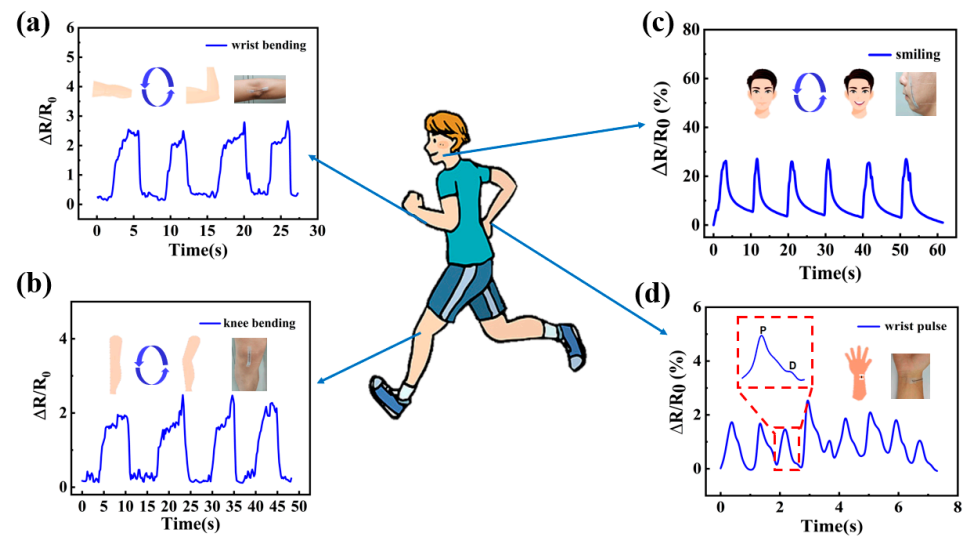 (a)
wrist bending
ΔR/R0
6
5
4
3
2
1
0
0 5 10 15 20 25 30
Time(s)
(b)
knee bending
ΔR/R0
4
2
0
0 5 10 15 20 25 30 35 40 45 50
Time(s)
(c)
smiling
ΔR/R0 (%)
80
60
40
20
0
0 10 20 30 40 50 60
Time(s)
(d)
wrist pulse
P
D
ΔR/R0 (%)
6
4
2
0
0 2 4 6 8
Time(s)